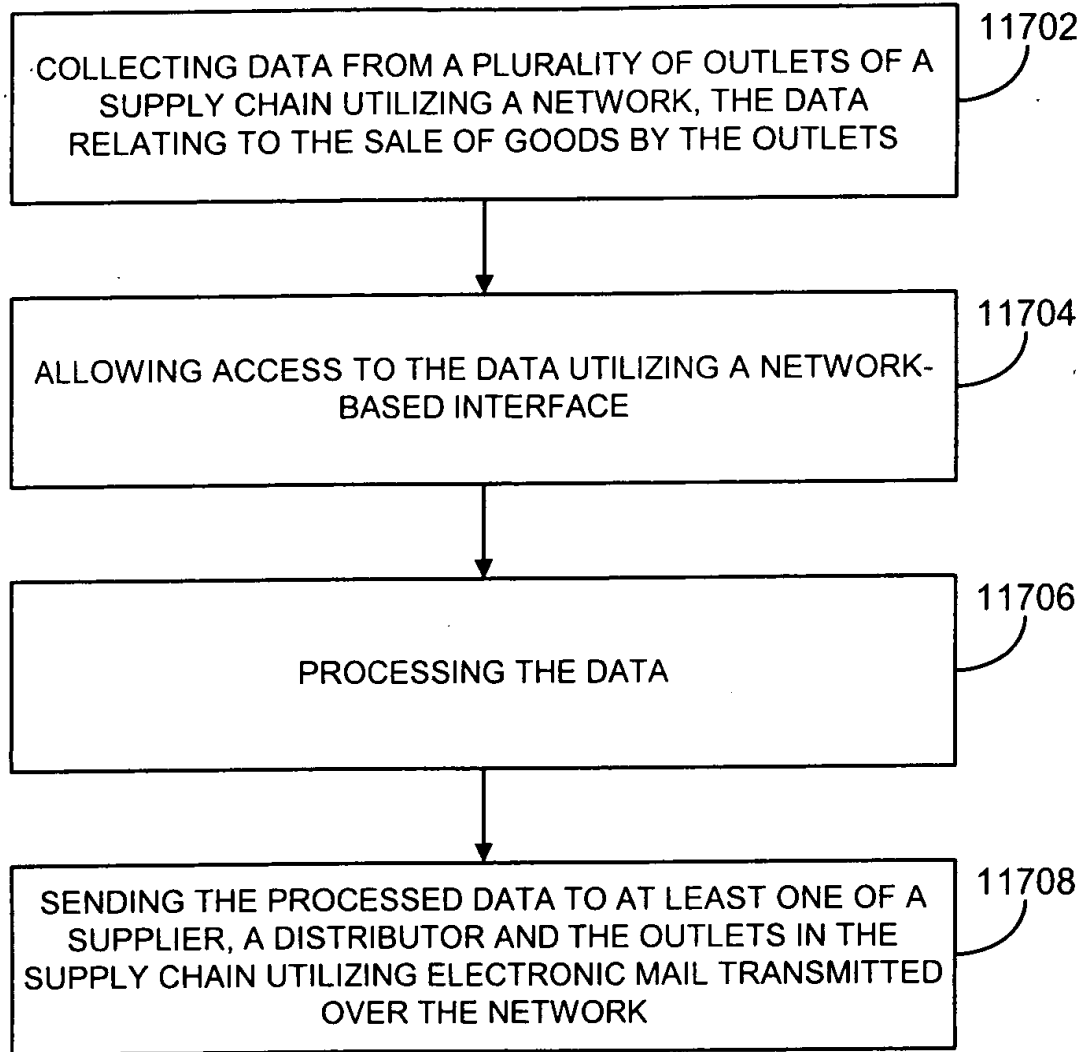 11702
COLLECTING DATA FROM A PLURALITY OF OUTLETS OF A
SUPPLY CHAIN UTILIZING A NETWORK, THE DATA
RELATING TO THE SALE OF GOODS BY THE OUTLETS
11704
ALLOWING ACCESS TO THE DATA UTILIZING A NETWORK-
BASED INTERFACE
11706
PROCESSING THE DATA
11708
SENDING THE PROCESSED DATA TO AT LEAST ONE OF A
SUPPLIER, A DISTRIBUTOR AND THE OUTLETS IN THE
SUPPLY CHAIN UTILIZING ELECTRONIC MAIL TRANSMITTED
OVER THE NETWORK